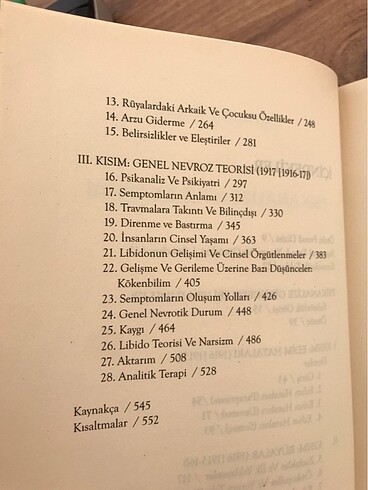 13. Rüyalardaki Arkaik Ve Çocuksu Özellikler / 248
14. Arzu Giderme / 264
15. Belirsizlikler ve Eleştiriler / 281
III. KISIM: GENEL NEVROZ TEORİSİ (1917 [1916-17])
16. Psikanaliz Ve Psikiyatri / 297
17. Semptomların Anlamı / 312
18. Travmalara Takıntı Ve Bilinçdışı / 330
19. Direnme ve Bastırma / 345
20. İnsanların Cinsel Yaşamı / 363
21. Libidonun Gelişimi Ve Cinsel Örgütlenmeler / 383
22. Gelişme Ve Gerileme Üzerine Bazı Düşünceler:
Kökenbilim / 405
23. Semptomların Oluşum Yolları / 426
24. Genel Nevrotik Durum / 448
25. Kaygı / 464
26. Libido Teorisi Ve Narsizm / 486
27. Aktarım / 508
28. Analitik Terapi / 528
Kaynakça / 545
Kısaltmalar / 552